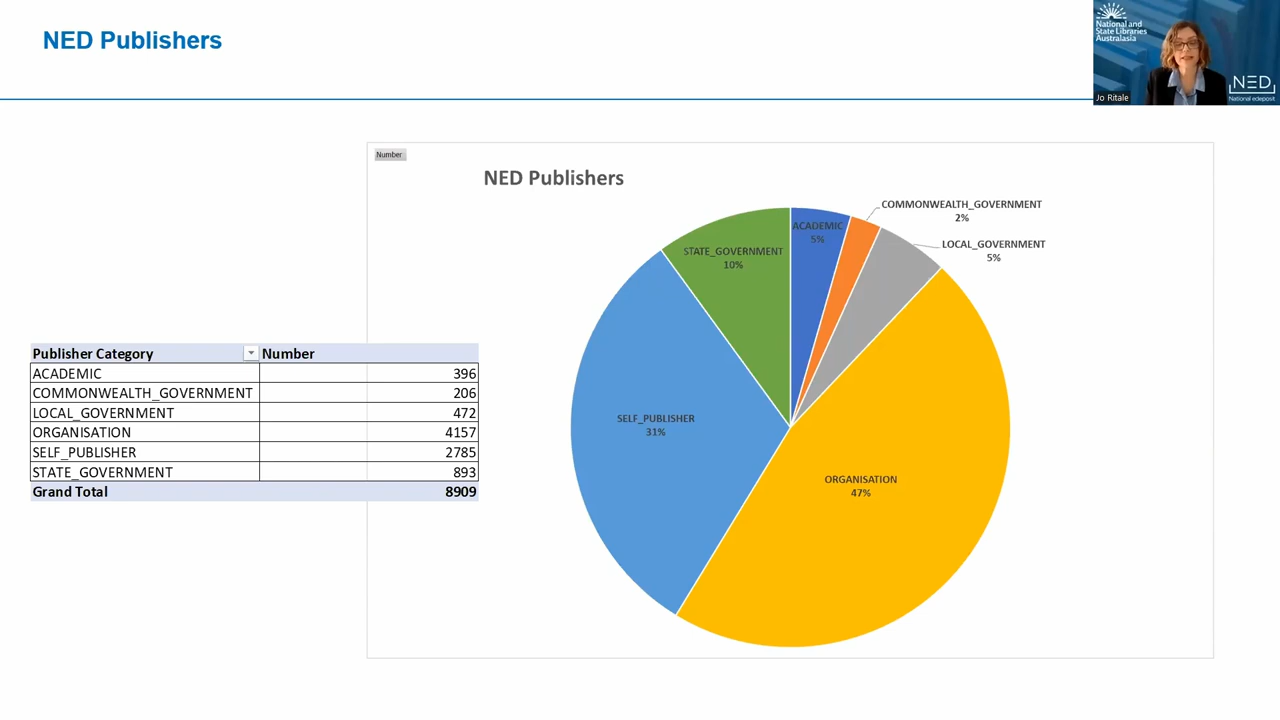 NED Publishers
National and
State Libraries
Australasia
NED
National edeposit
Jo Ritale
Number
NED Publishers
COMMONWEALTH_GOVERNMENT
2%
ACADEMIC
5%
LOCAL_GOVERNMENT
5%
STATE_GOVERNMENT
10%
SELF_PUBLISHER
31%
ORGANISATION
47%
Publisher Category Number
ACADEMIC 396
COMMONWEALTH_GOVERNMENT 206
LOCAL_GOVERNMENT 472
ORGANISATION 4157
SELF_PUBLISHER 2785
STATE_GOVERNMENT 893
Grand Total 8909